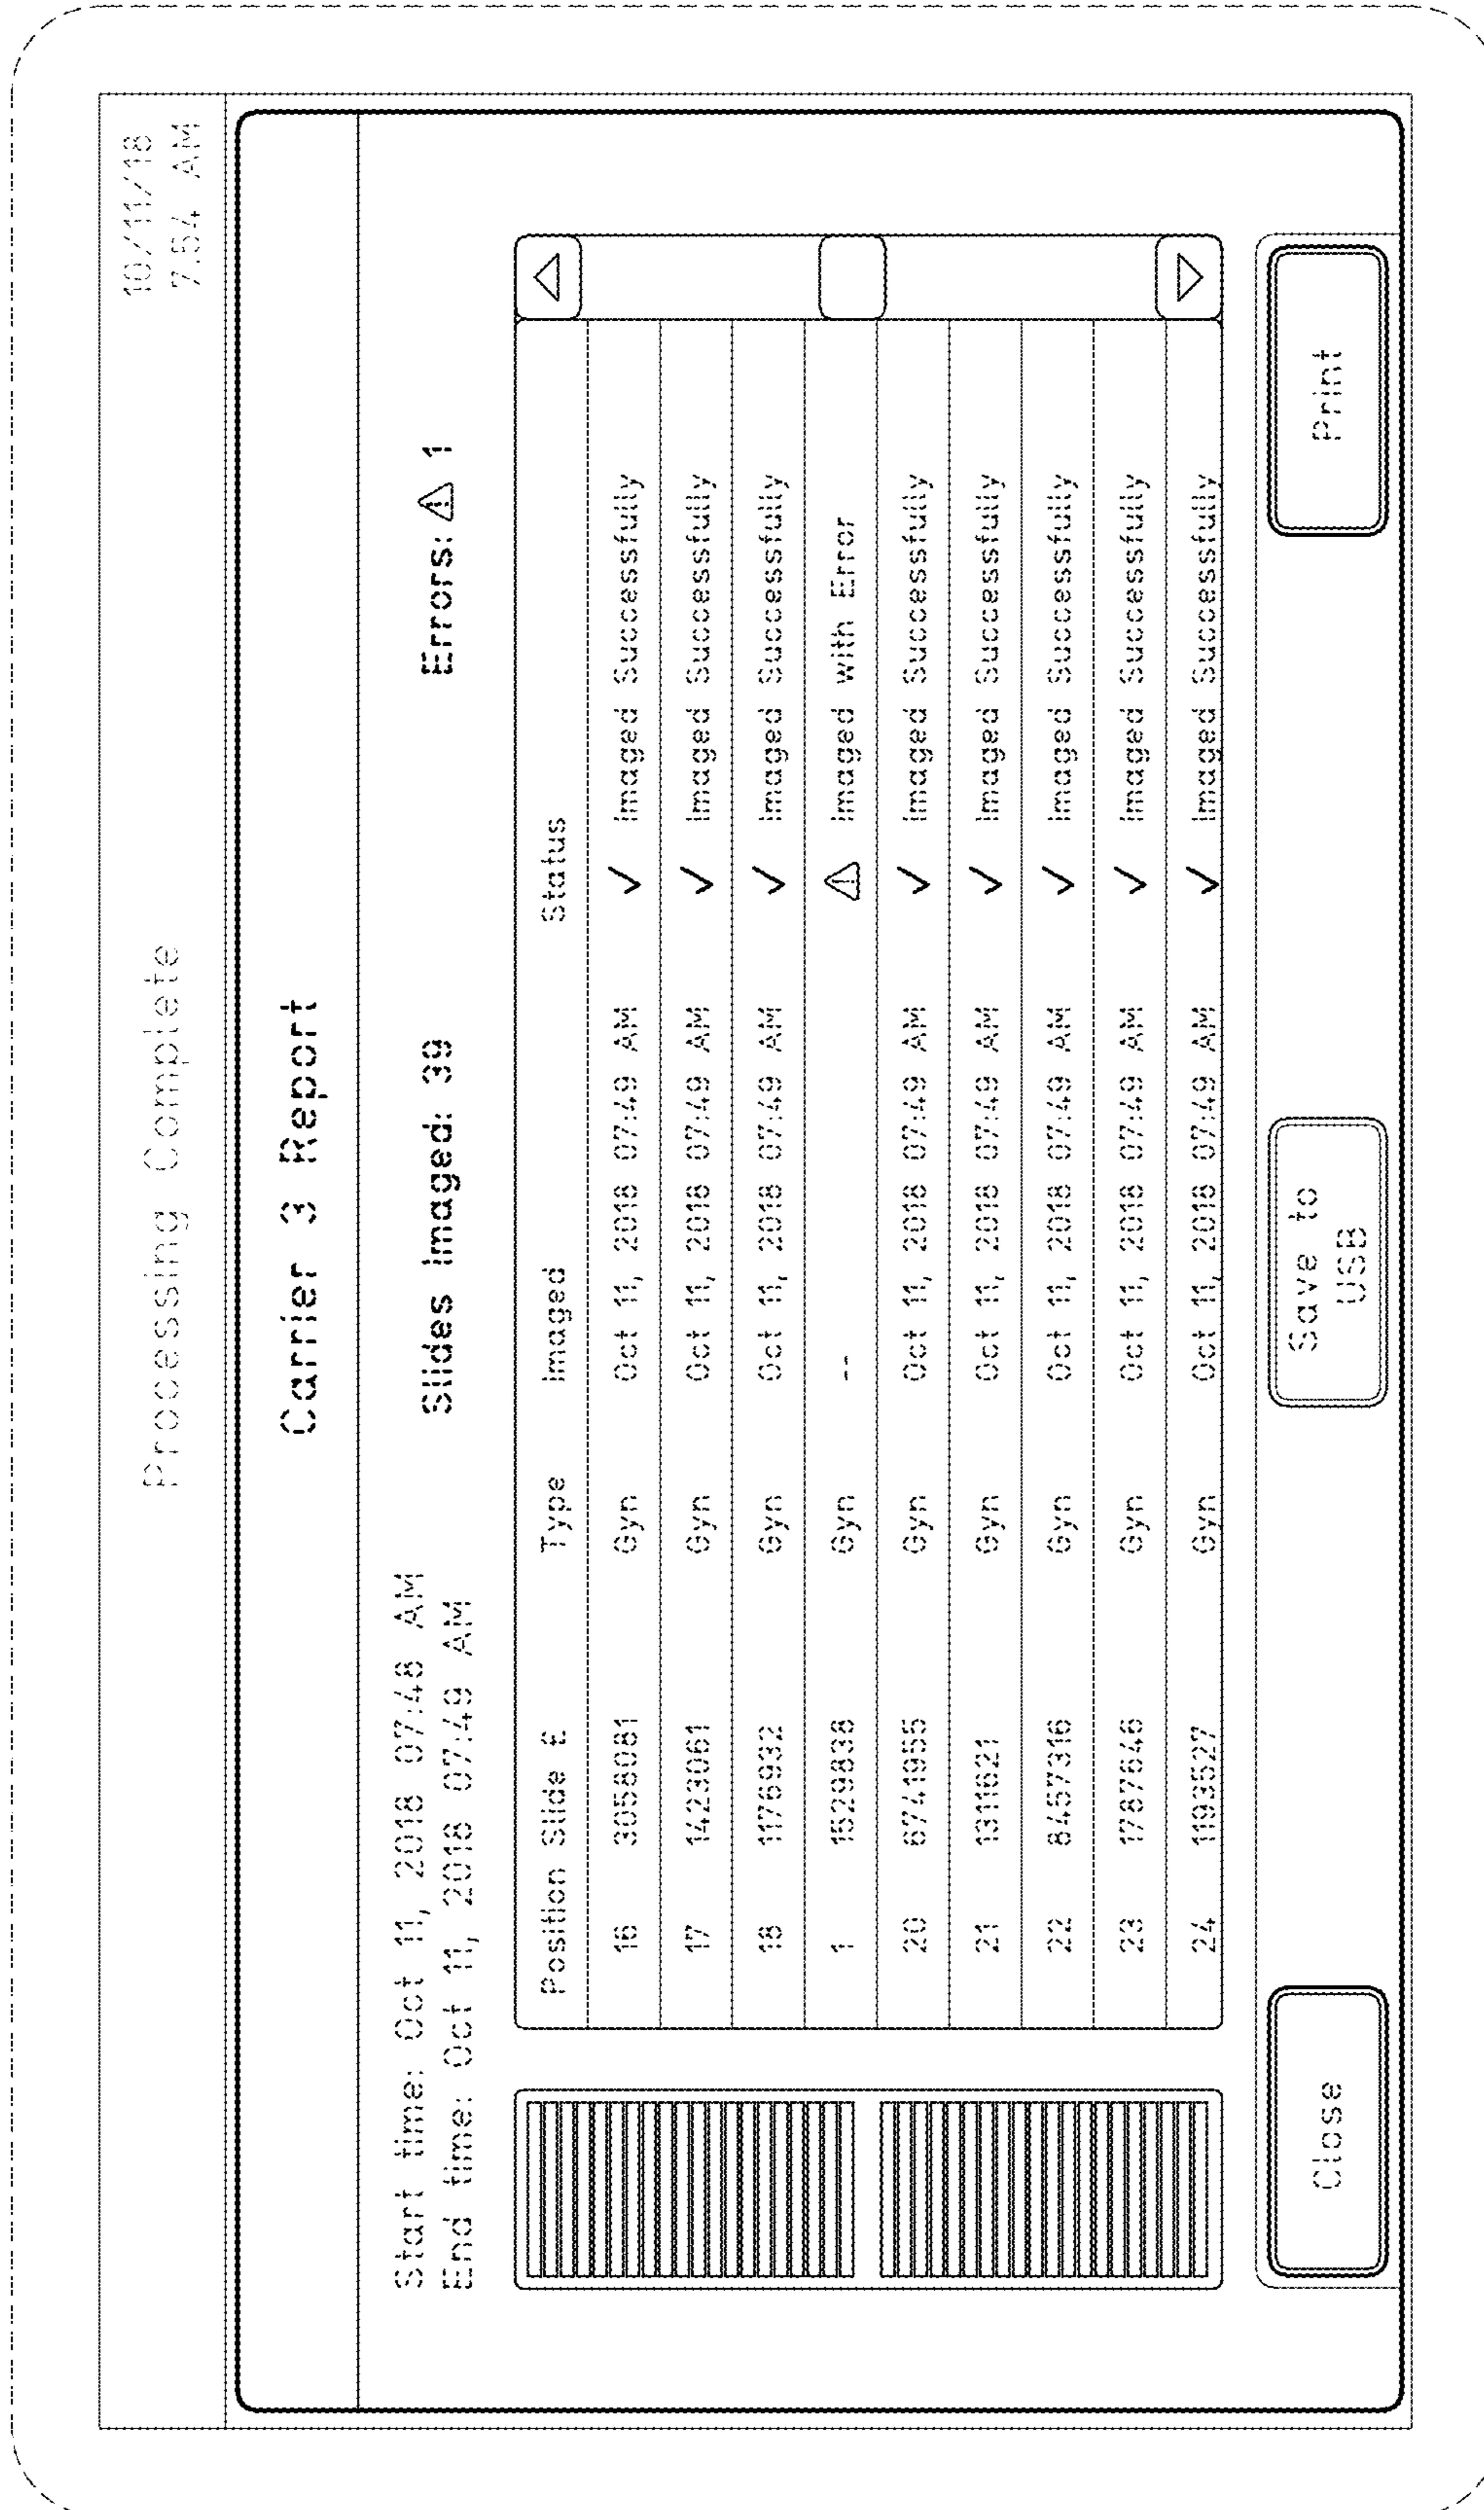 Processing Complete
10/11/18
7:54 AM
Carrier 3 Report
Start time: Oct 11, 2018 07:48 AM
End time: Oct 11, 2018 07:49 AM
Slides Imaged: 39
Errors: 1
Position Slide Type Imaged Status
16 3058081 Gyn Oct 11, 2018 07:49 AM ✓ Imaged Successfully
17 1423061 Gyn Oct 11, 2018 07:49 AM ✓ Imaged Successfully
18 1176932 Gyn Oct 11, 2018 07:49 AM ✓ Imaged Successfully
1 1529838 Gyn -- Imaged with Error
20 6741955 Gyn Oct 11, 2018 07:49 AM ✓ Imaged Successfully
21 1311621 Gyn Oct 11, 2018 07:49 AM ✓ Imaged Successfully
22 8457316 Gyn Oct 11, 2018 07:49 AM ✓ Imaged Successfully
23 1787646 Gyn Oct 11, 2018 07:49 AM ✓ Imaged Successfully
24 1193527 Gyn Oct 11, 2018 07:49 AM ✓ Imaged Successfully
Close
Save to
USB
Print